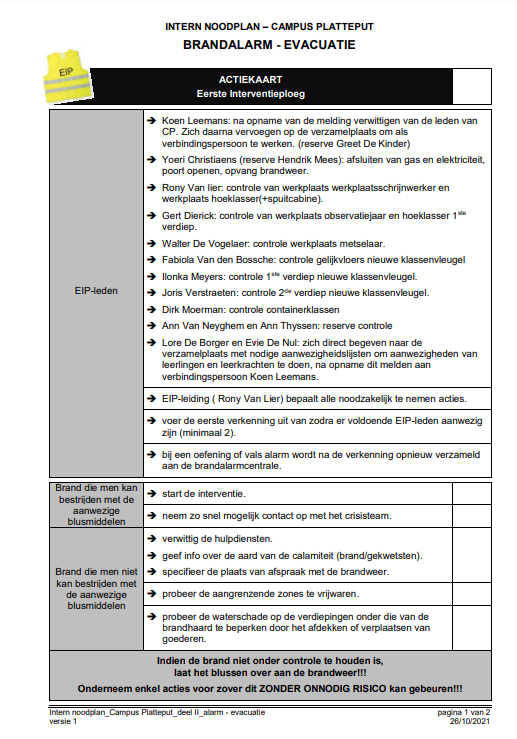 INTERN NOODPLAN – CAMPUS PLATTEPUT
BRANDALARM - EVACUATIE
EIP
ACTIEKAART
Eerste Interventieploeg
EIP-leden
➔ Koen Leemans: na opname van de melding verwittigen van de leden van
CP. Zich daarna vervoegen op de verzamelplaats om als
verbindingspersoon te werken. (reserve Greet De Kinder)
➔ Yoeri Christiaens (reserve Hendrik Mees): afsluiten van gas en elektriciteit,
poort openen, opvang brandweer.
➔ Rony Van lier: controle van werkplaats werkplaatsschrijnwerker en
werkplaats hoeklasser(+spuitcabine).
➔ Gert Dierick: controle van werkplaats observatiejaar en hoeklasser 1ste
verdiep.
➔ Walter De Vogelaer: controle werkplaats metselaar.
➔ Fabiola Van den Bossche: controle gelijkvloers nieuwe klassenvleugel
➔ Ilonka Meyers: controle 1ste verdiep nieuwe klassenvleugel.
➔ Joris Verstraeten: controle 2de verdiep nieuwe klassenvleugel.
➔ Dirk Moerman: controle containerklassen
➔ Ann Van Neyghem en Ann Thyssen: reserve controle
➔ Lore De Borger en Evie De Nul: zich direct begeven naar de
verzamelplaats met nodige aanwezigheidslijsten om aanwezigheden van
leerlingen en leerkrachten te doen, na opname dit melden aan
verbindingspersoon Koen Leemans.
➔ EIP-leiding ( Rony Van Lier) bepaalt alle noodzakelijk te nemen acties.
➔ voer de eerste verkenning uit van zodra er voldoende EIP-leden aanwezig
zijn (minimaal 2).
➔ bij een oefening of vals alarm wordt na de verkenning opnieuw verzameld
aan de brandalarmcentrale.
Brand die men kan
bestrijden met de
aanwezige
blusmiddelen
➔ start de interventie.
➔ neem zo snel mogelijk contact op met het crisisteam.
Brand die men niet
kan bestrijden met
de aanwezige
blusmiddelen
➔ verwittig de hulpdiensten.
➔ geef info over de aard van de calamiteit (brand/gekwetsten).
➔ specifieer de plaats van afspraak met de brandweer.
➔ probeer de aangrenzende zones te vrijwaren.
➔ probeer de waterschade op de verdiepingen onder die van de
brandhaard te beperken door het afdekken of verplaatsen van
goederen.
Indien de brand niet onder controle te houden is,
laat het blussen over aan de brandweer!!!
Onderneem enkel acties voor zover dit ZONDER ONNODIG RISICO kan gebeuren!!!
Intern noodplan_Campus Platteput_deel II_alarm - evacuatie pagina 1 van 2
versie 1 26/10/2021